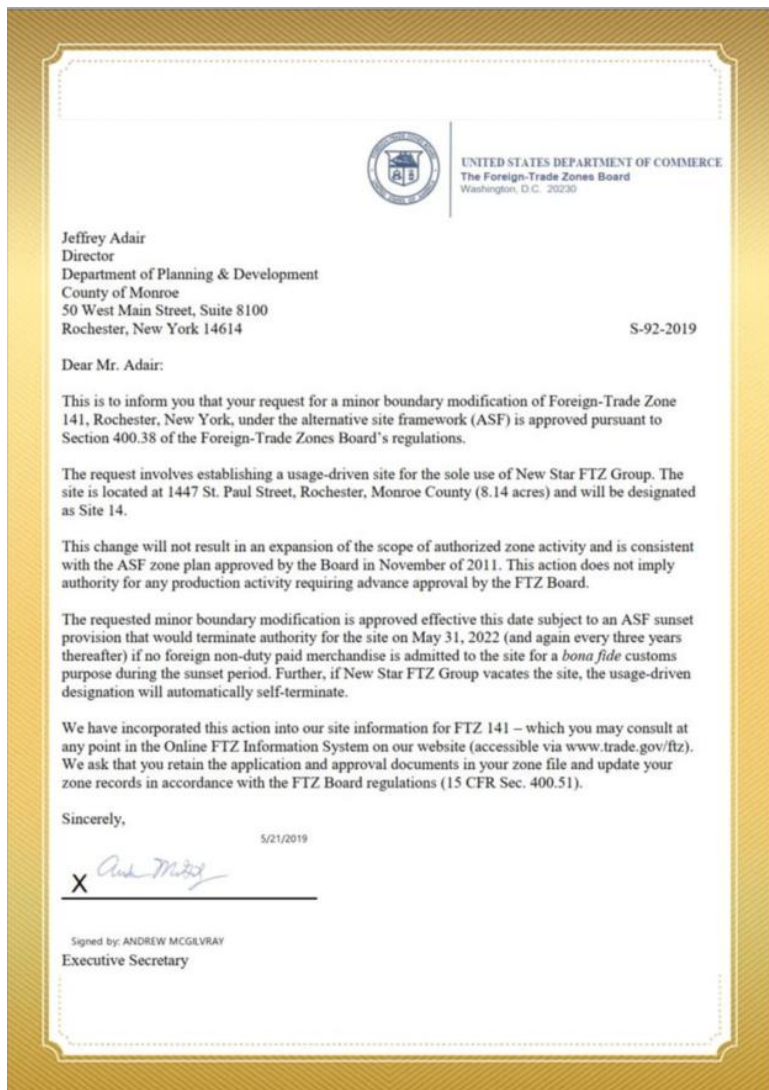 UNITED STATES DEPARTMENT OF COMMERCE
The Foreign-Trade Zones Board
Washington, D.C. 20230
Jeffrey Adair
Director
Department of Planning & Development
County of Monroe
50 West Main Street, Suite 8100
Rochester, New York 14614
S-92-2019
Dear Mr. Adair:
This is to inform you that your request for a minor boundary modification of Foreign-Trade Zone
141, Rochester, New York, under the alternative site framework (ASF) is approved pursuant to
Section 400.38 of the Foreign-Trade Zones Board's regulations.
The request involves establishing a usage-driven site for the sole use of New Star FTZ Group. The
site is located at 1447 St. Paul Street, Rochester, Monroe County (8.14 acres) and will be designated
as Site 14.
This change will not result in an expansion of the scope of authorized zone activity and is consistent
with the ASF zone plan approved by the Board in November of 2011. This action does not imply
authority for any production activity requiring advance approval by the FTZ Board.
The requested minor boundary modification is approved effective this date subject to an ASF sunset
provision that would terminate authority for the site on May 31, 2022 (and again every three years
thereafter) if no foreign non-duty paid merchandise is admitted to the site for a bona fide customs
purpose during the sunset period. Further, if New Star FTZ Group vacates the site, the usage-driven
designation will automatically self-terminate.
We have incorporated this action into our site information for FTZ 141 – which you may consult at
any point in the Online FTZ Information System on our website (accessible via www.trade.gov/ftz).
We ask that you retain the application and approval documents in your zone file and update your
zone records in accordance with the FTZ Board regulations (15 CFR Sec. 400.51).
Sincerely,
5/21/2019
X
Signed by: ANDREW MCGILVRAY
Executive Secretary